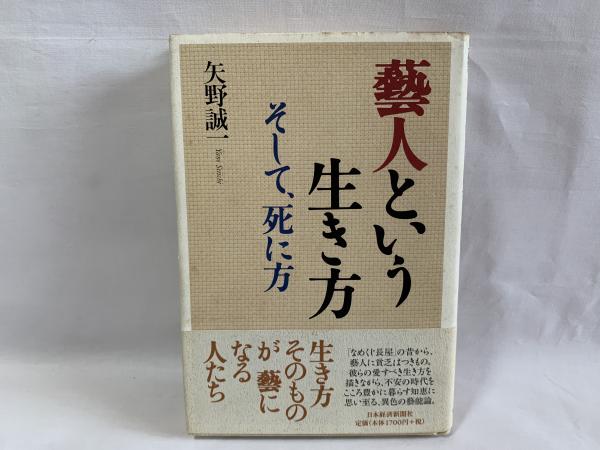 藝人という
生き方
そして、死に方
矢野誠一
Yano Seiichi
生き方
そのもの
が藝に
なる
人たち
「なめくじ長屋」の昔から、
藝人に貧乏はつきもの。
彼らの愛すべき生き方を
描きながら、不安の時代を
こころ豊かに暮らす知恵に
思い至る、異色の藝能論。
日本経済新聞社
定価(本体1700円+税)